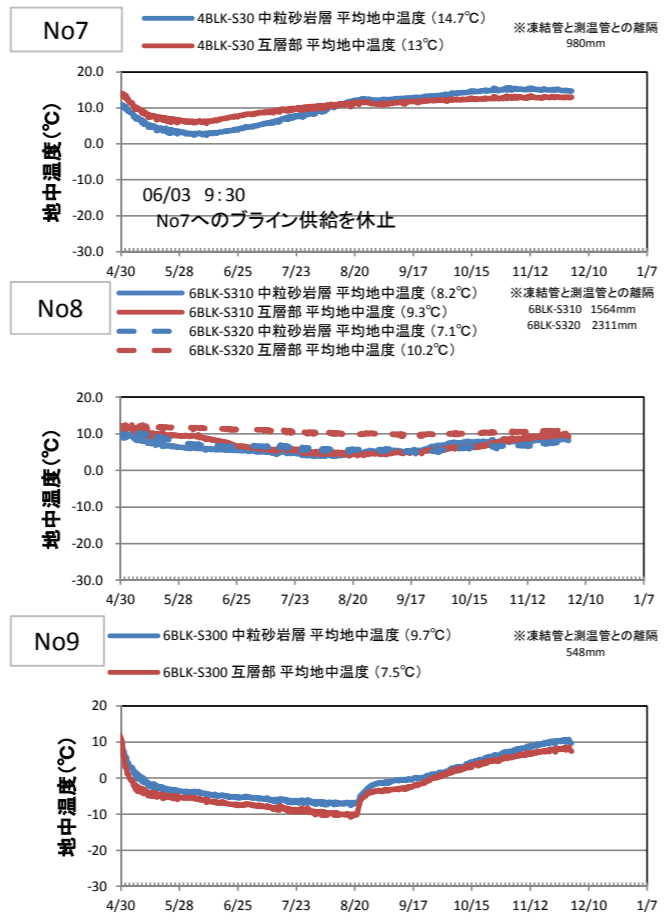 No7
4BLK-S30 中粒砂岩層 平均地中温度 (14.7℃)
4BLK-S30 互層部 平均地中温度 (13℃)
※凍結管と測温管との離隔
980mm
地中温度(℃)
20.0
10.0
0.0
-10.0
-20.0
-30.0
06/03 9:30
No7へのブライン供給を休止
4/30 5/28 6/25 7/23 8/20 9/17 10/15 11/12 12/10 1/7
No8
6BLK-S310 中粒砂岩層 平均地中温度 (8.2℃)
6BLK-S310 互層部 平均地中温度 (9.3℃)
6BLK-S320 中粒砂岩層 平均地中温度 (7.1℃)
6BLK-S320 互層部 平均地中温度 (10.2℃)
※凍結管と測温管との離隔
6BLK-S310 1564mm
6BLK-S320 2311mm
地中温度(℃)
20.0
10.0
0.0
-10.0
-20.0
-30.0
4/30 5/28 6/25 7/23 8/20 9/17 10/15 11/12 12/10 1/7
No9
6BLK-S300 中粒砂岩層 平均地中温度 (9.7℃)
6BLK-S300 互層部 平均地中温度 (7.5℃)
※凍結管と測温管との離隔
548mm
地中温度(℃)
20
10
0
-10
-20
-30
4/30 5/28 6/25 7/23 8/20 9/17 10/15 11/12 12/10 1/7